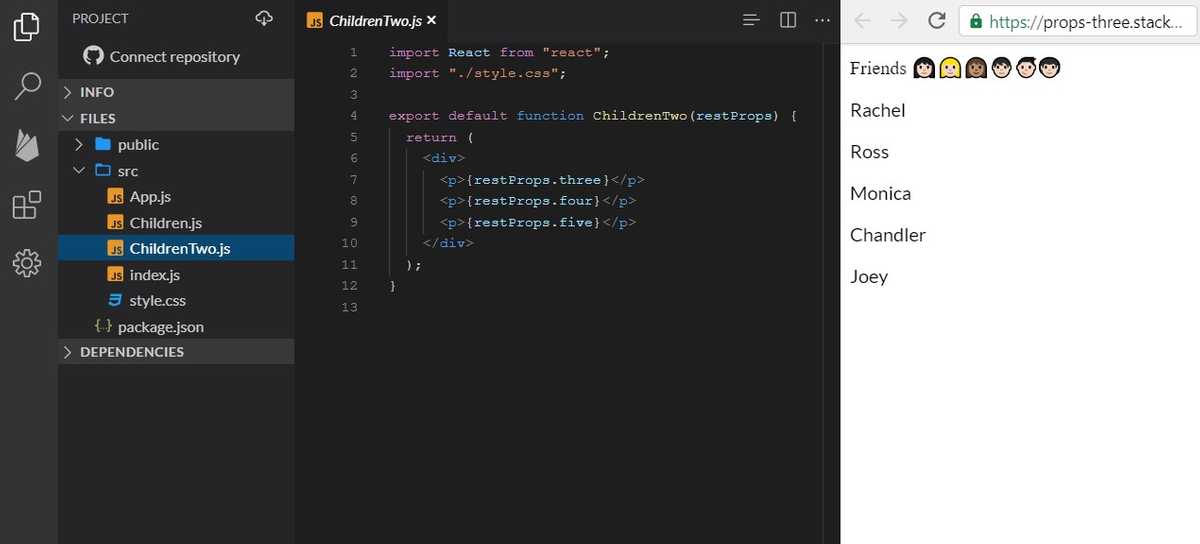 PROJECT
Connect repository
INFO
FILES
public
src
JS App.js
JS Children.js
JS ChildrenTwo.js
JS index.js
style.css
{..} package.json
DEPENDENCIES
JS ChildrenTwo.js ×
1 import React from "react";
2 import "./style.css";
3
4 export default function ChildrenTwo(restProps) {
5 return (
6 <div>
7 <p>{restProps.three}</p>
8 <p>{restProps.four}</p>
9 <p>{restProps.five}</p>
10 </div>
11 );
12 }
13
https://props-three.stack...
Friends 👩🏻👱🏼‍♀️👩🏾👦🏻👦🏻👦🏻
Rachel
Ross
Monica
Chandler
Joey